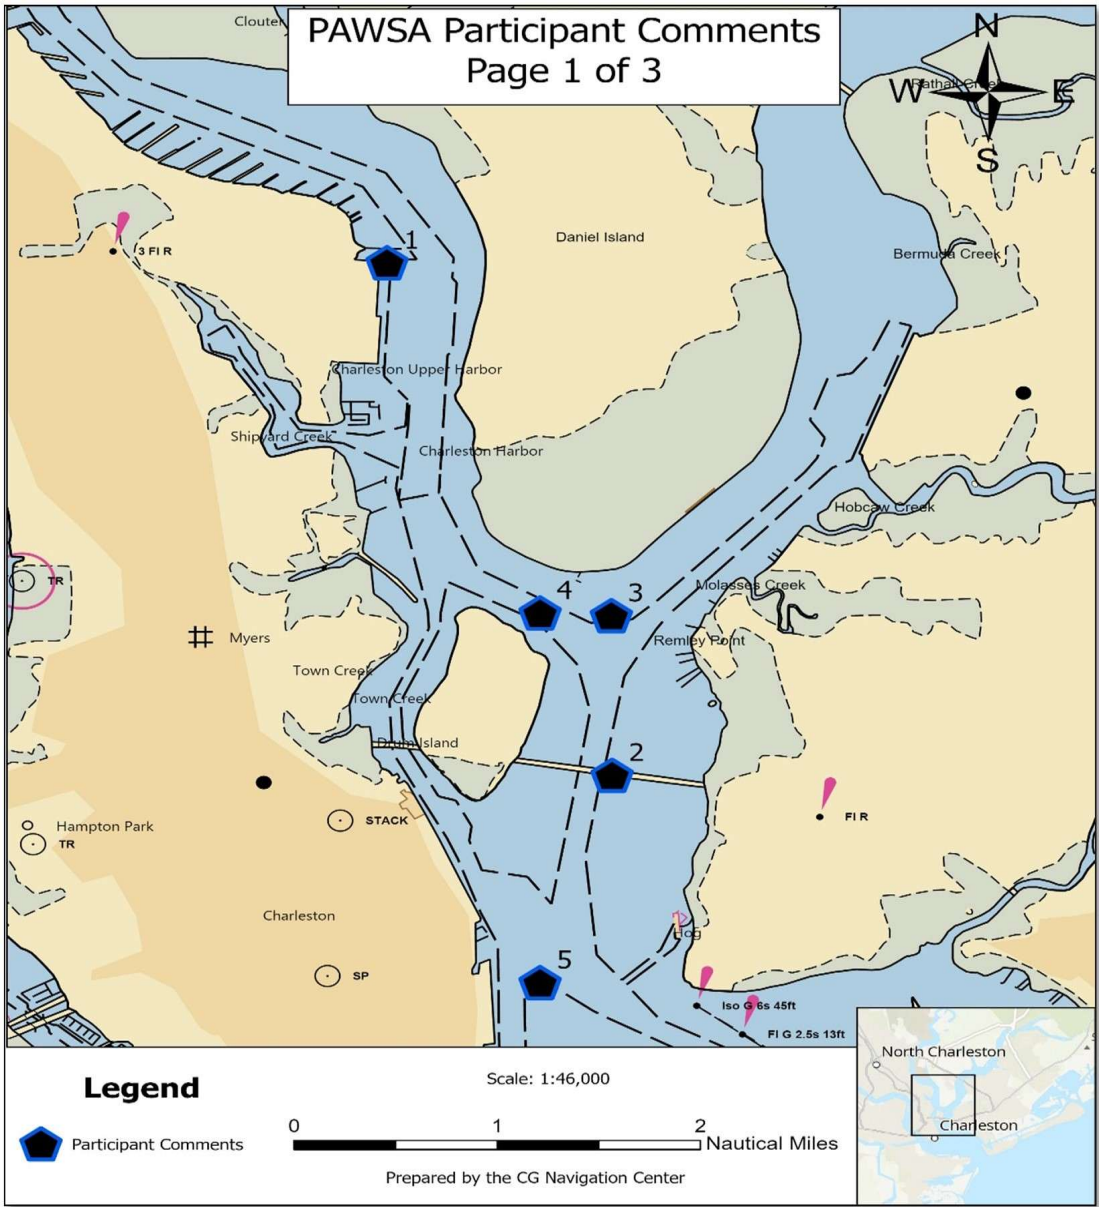 Clouter
PAWSA Participant Comments
Page 1 of 3
N
W
E
S
Rathall Creek
1
3 Fl R
Daniel Island
Bermuda Creek
Charleston Upper Harbor
Shipyard Creek
Charleston Harbor
Hobcaw Creek
TR
4
3
Molasses Creek
Myers
Remley Point
Town Creek
Town Creek
Drum Island
2
STACK
Fl R
Hampton Park
TR
Charleston
Hog
5
SP
Iso G 6s 45ft
Fl G 2.5s 13ft
North Charleston
Charleston
Legend
Participant Comments
Scale: 1:46,000
0 1 2
Nautical Miles
Prepared by the CG Navigation Center